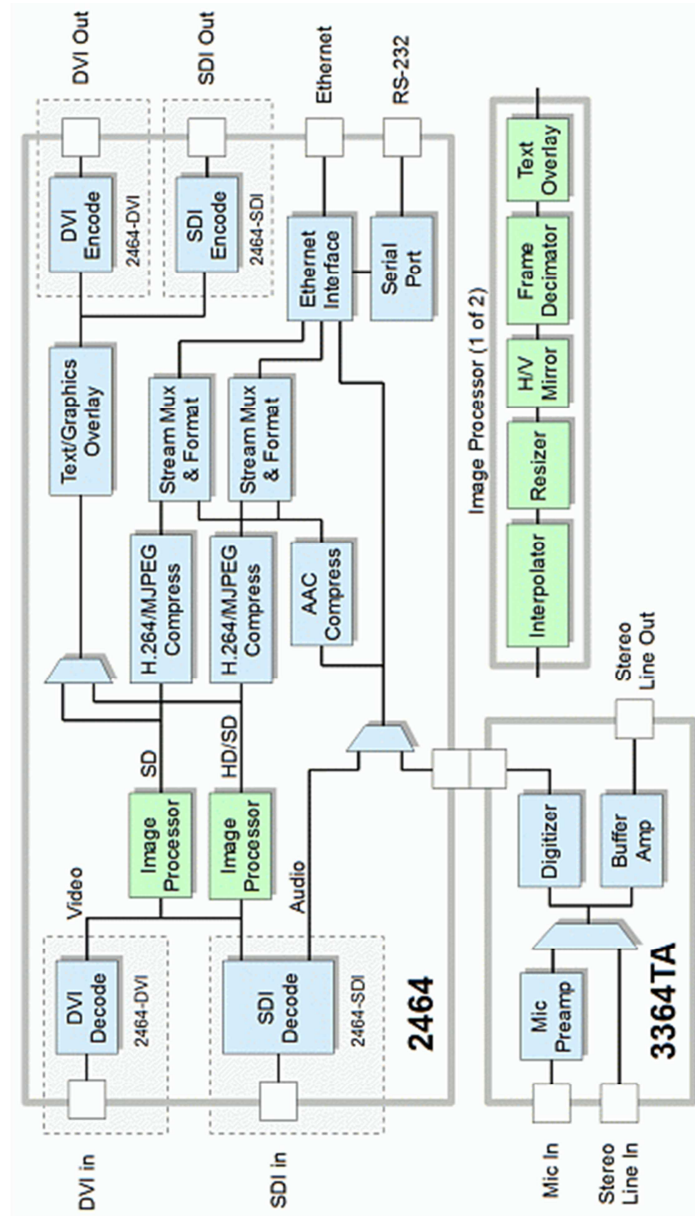 DVI in
DVI
Decode
2464-DVI
Video
SDI in
SDI
Decode
2464-SDI
Audio
2464
Image
Processor
SD
Image
Processor
HD/SD
H.264/MJPEG
Compress
H.264/MJPEG
Compress
AAC
Compress
Stream Mux
& Format
Stream Mux
& Format
Text/Graphics
Overlay
DVI
Encode
2464-DVI
DVI Out
SDI
Encode
2464-SDI
SDI Out
Ethernet
Interface
Ethernet
Serial
Port
RS-232
Mic In
Stereo
Line In
Mic
Preamp
3364TA
Digitizer
Buffer
Amp
Stereo
Line Out
Image Processor (1 of 2)
Interpolator
Resizer
H/V
Mirror
Frame
Decimator
Text
Overlay